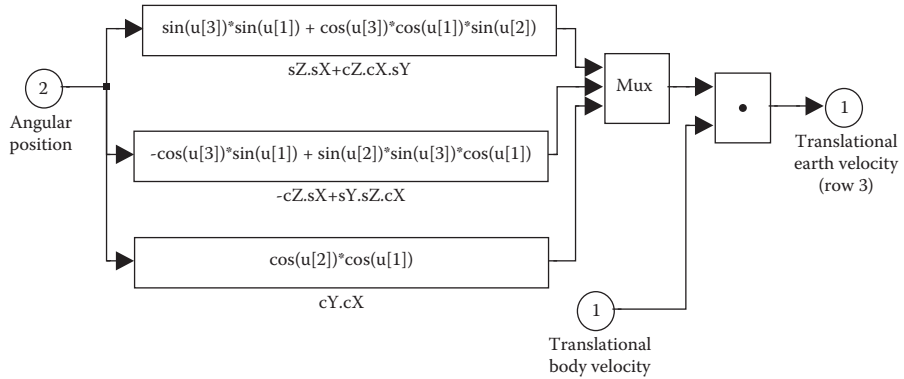 sin(u[3])*sin(u[1]) + cos(u[3])*cos(u[1])*sin(u[2])
sZ.sX+cZ.cX.sY
2
Angular
position
-cos(u[3])*sin(u[1]) + sin(u[2])*sin(u[3])*cos(u[1])
-cZ.sX+sY.sZ.cX
cos(u[2])*cos(u[1])
cY.cX
Mux
1
Translational
earth velocity
(row 3)
1
Translational
body velocity